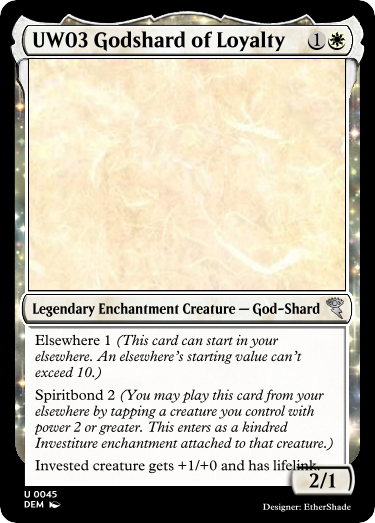 UW03 Godshard of Loyalty 1
Legendary Enchantment Creature — God-Shard
Elsewhere 1 (This card can start in your
elsewhere. An elsewhere's starting value can't
exceed 10.)
Spiritbond 2 (You may play this card from your
elsewhere by tapping a creature you control with
power 2 or greater. This enters as a kindred
Investiture enchantment attached to that creature.)
Invested creature gets +1/+0 and has lifelink.
2/1
U 0045
DEM
Designer: EtherShade